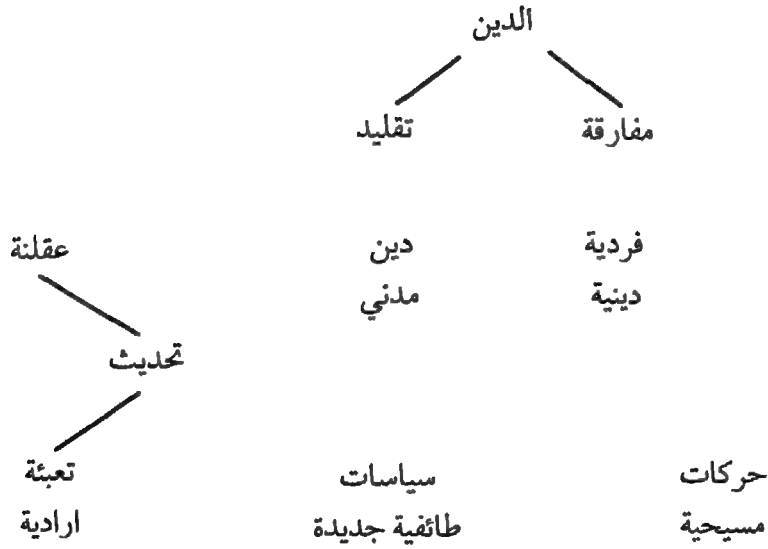 الدين
مفارقة تقليد
عقلنة
فردية دين
دينية مدني
تحديث
حركات سياسات تعبئة
مسيحية طائفية جديدة ارادية